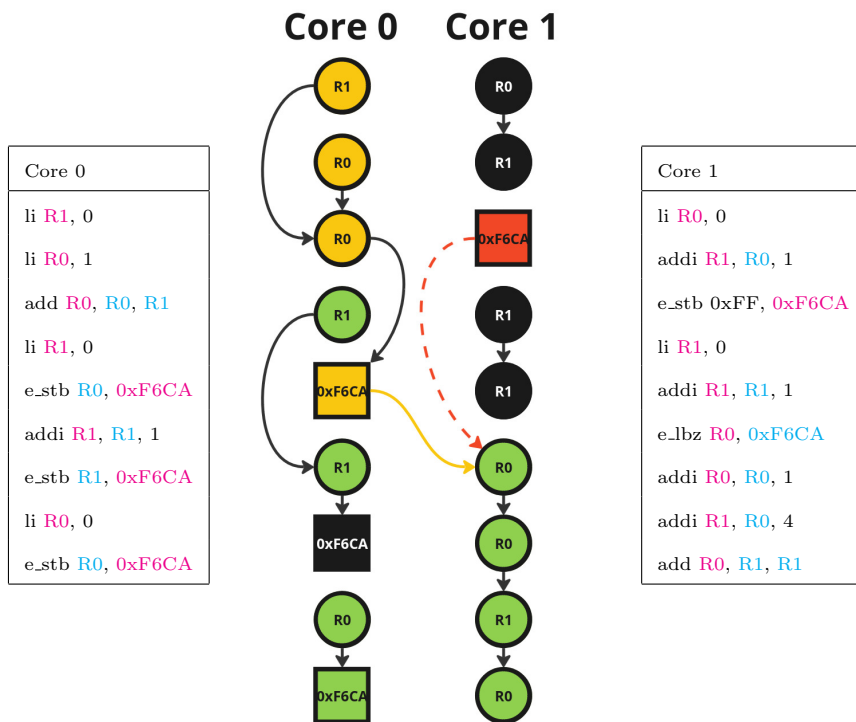 Core 0 Core 1
Core 0
li R1, 0
li R0, 1
add R0, R0, R1
li R1, 0
e_stb R0, 0xF6CA
addi R1, R1, 1
e_stb R1, 0xF6CA
li R0, 0
e_stb R0, 0xF6CA
R1
R0
R0
R1
0xF6CA
R1
0xF6CA
R0
0xF6CA
R0
R1
0xF6CA
R1
R1
R0
R0
R1
R0
Core 1
li R0, 0
addi R1, R0, 1
e_stb 0xFF, 0xF6CA
li R1, 0
addi R1, R1, 1
e_lbz R0, 0xF6CA
addi R0, R0, 1
addi R1, R0, 4
add R0, R1, R1